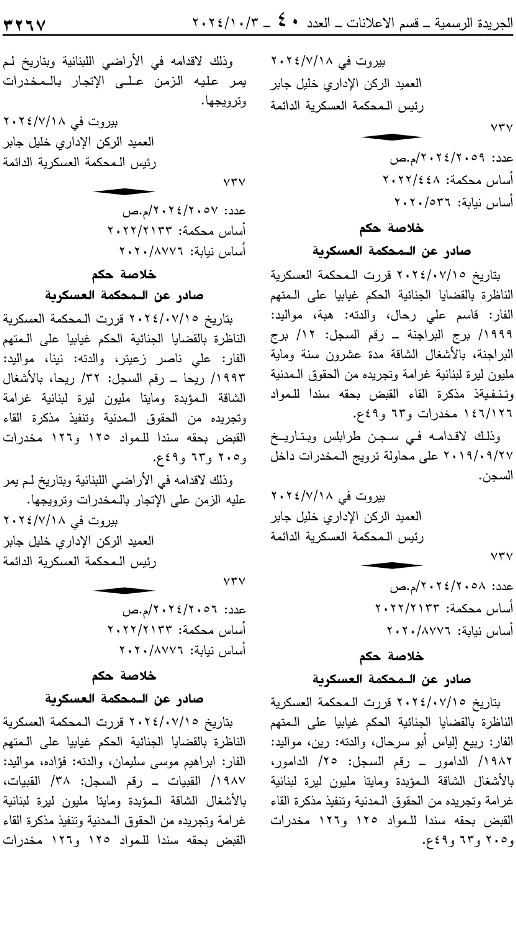 الجريدة الرسمية ــ قسم الاعلانات ــ العدد ٤٠ ــ ٢٠٢٤/١٠/٣
٣٢٦٧
بيروت في ٢٠٢٤/٧/١٨
العميد الركن الإداري خليل جابر
رئيس المحكمة العسكرية الدائمة
٧٣٧
عدد: ٢٠٢٤/٢٠٥٩/م.ص
أساس محكمة: ٢٠٢٢/٤٤٨
أساس نيابة: ٢٠٢٠/٥٣٦
خلاصة حكم
صادر عن المحكمة العسكرية
بتاريخ ٢٠٢٤/٠٧/١٥ قررت المحكمة العسكرية
الناظرة بالقضايا الجنائية الحكم غيابيا على المتهم
الفار: قاسم علي رحال، والدته: هبة، مواليد:
١٩٩٩/ برج البراجنة ــ رقم السجل: ١٢/ برج
البراجنة، بالأشغال الشاقة مدة عشرون سنة وماية
مليون ليرة لبنانية غرامة وتجريده من الحقوق المدنية
وتنفيذ مذكرة القاء القبض بحقه سندا للمواد
١٤٦/١٢٦ مخدرات و٦٣ و٤٩ع.
وذلك لاقدامه في سجن طرابلس وبتاريخ
٢٠١٩/٠٩/٢٧ على محاولة ترويج المخدرات داخل
السجن.
بيروت في ٢٠٢٤/٧/١٨
العميد الركن الإداري خليل جابر
رئيس المحكمة العسكرية الدائمة
٧٣٧
عدد: ٢٠٢٤/٢٠٥٨/م.ص
أساس محكمة: ٢٠٢٢/٢١٣٣
أساس نيابة: ٢٠٢٠/٨٧٧٦
خلاصة حكم
صادر عن المحكمة العسكرية
بتاريخ ٢٠٢٤/٠٧/١٥ قررت المحكمة العسكرية
الناظرة بالقضايا الجنائية الحكم غيابيا على المتهم
الفار: ربيع إلياس أبو سرحال، والدته: رين، مواليد:
١٩٨٢/ الدامور ــ رقم السجل: ٢٥/ الدامور،
بالأشغال الشاقة المؤبدة ومايتا مليون ليرة لبنانية
غرامة وتجريده من الحقوق المدنية وتنفيذ مذكرة القاء
القبض بحقه سندا للمواد ١٢٥ و١٢٦ مخدرات
و٢٠٥ و٦٣ و٤٩ع.
وذلك لاقدامه في الأراضي اللبنانية وبتاريخ لم
يمر عليه الزمن على الإتجار بالمخدرات
وترويجها.
بيروت في ٢٠٢٤/٧/١٨
العميد الركن الإداري خليل جابر
رئيس المحكمة العسكرية الدائمة
٧٣٧
عدد: ٢٠٢٤/٢٠٥٧/م.ص
أساس محكمة: ٢٠٢٢/٢١٣٣
أساس نيابة: ٢٠٢٠/٨٧٧٦
خلاصة حكم
صادر عن المحكمة العسكرية
بتاريخ ٢٠٢٤/٠٧/١٥ قررت المحكمة العسكرية
الناظرة بالقضايا الجنائية الحكم غيابيا على المتهم
الفار: علي ناصر زعيتر، والدته: نينا، مواليد:
١٩٩٣/ ريحا ــ رقم السجل: ٣٢/ ريحا، بالأشغال
الشاقة المؤبدة ومايتا مليون ليرة لبنانية غرامة
وتجريده من الحقوق المدنية وتنفيذ مذكرة القاء
القبض بحقه سندا للمواد ١٢٥ و١٢٦ مخدرات
و٢٠٥ و٦٣ و٤٩ع.
وذلك لاقدامه في الأراضي اللبنانية وبتاريخ لم يمر
عليه الزمن على الإتجار بالمخدرات وترويجها.
بيروت في ٢٠٢٤/٧/١٨
العميد الركن الإداري خليل جابر
رئيس المحكمة العسكرية الدائمة
٧٣٧
عدد: ٢٠٢٤/٢٠٥٦/م.ص
أساس محكمة: ٢٠٢٢/٢١٣٣
أساس نيابة: ٢٠٢٠/٨٧٧٦
خلاصة حكم
صادر عن المحكمة العسكرية
بتاريخ ٢٠٢٤/٠٧/١٥ قررت المحكمة العسكرية
الناظرة بالقضايا الجنائية الحكم غيابيا على المتهم
الفار: ابراهيم موسى سليمان، والدته: فؤاده، مواليد:
١٩٨٧/ القبيات ــ رقم السجل: ٣٨/ القبيات،
بالأشغال الشاقة المؤبدة ومايتا مليون ليرة لبنانية
غرامة وتجريده من الحقوق المدنية وتنفيذ مذكرة القاء
القبض بحقه سندا للمواد ١٢٥ و١٢٦ مخدرات